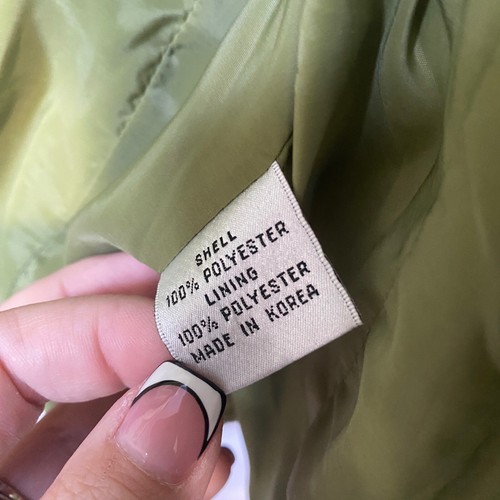 SHELL
100% POLYESTER
LINING
100% POLYESTER
MADE IN KOREA